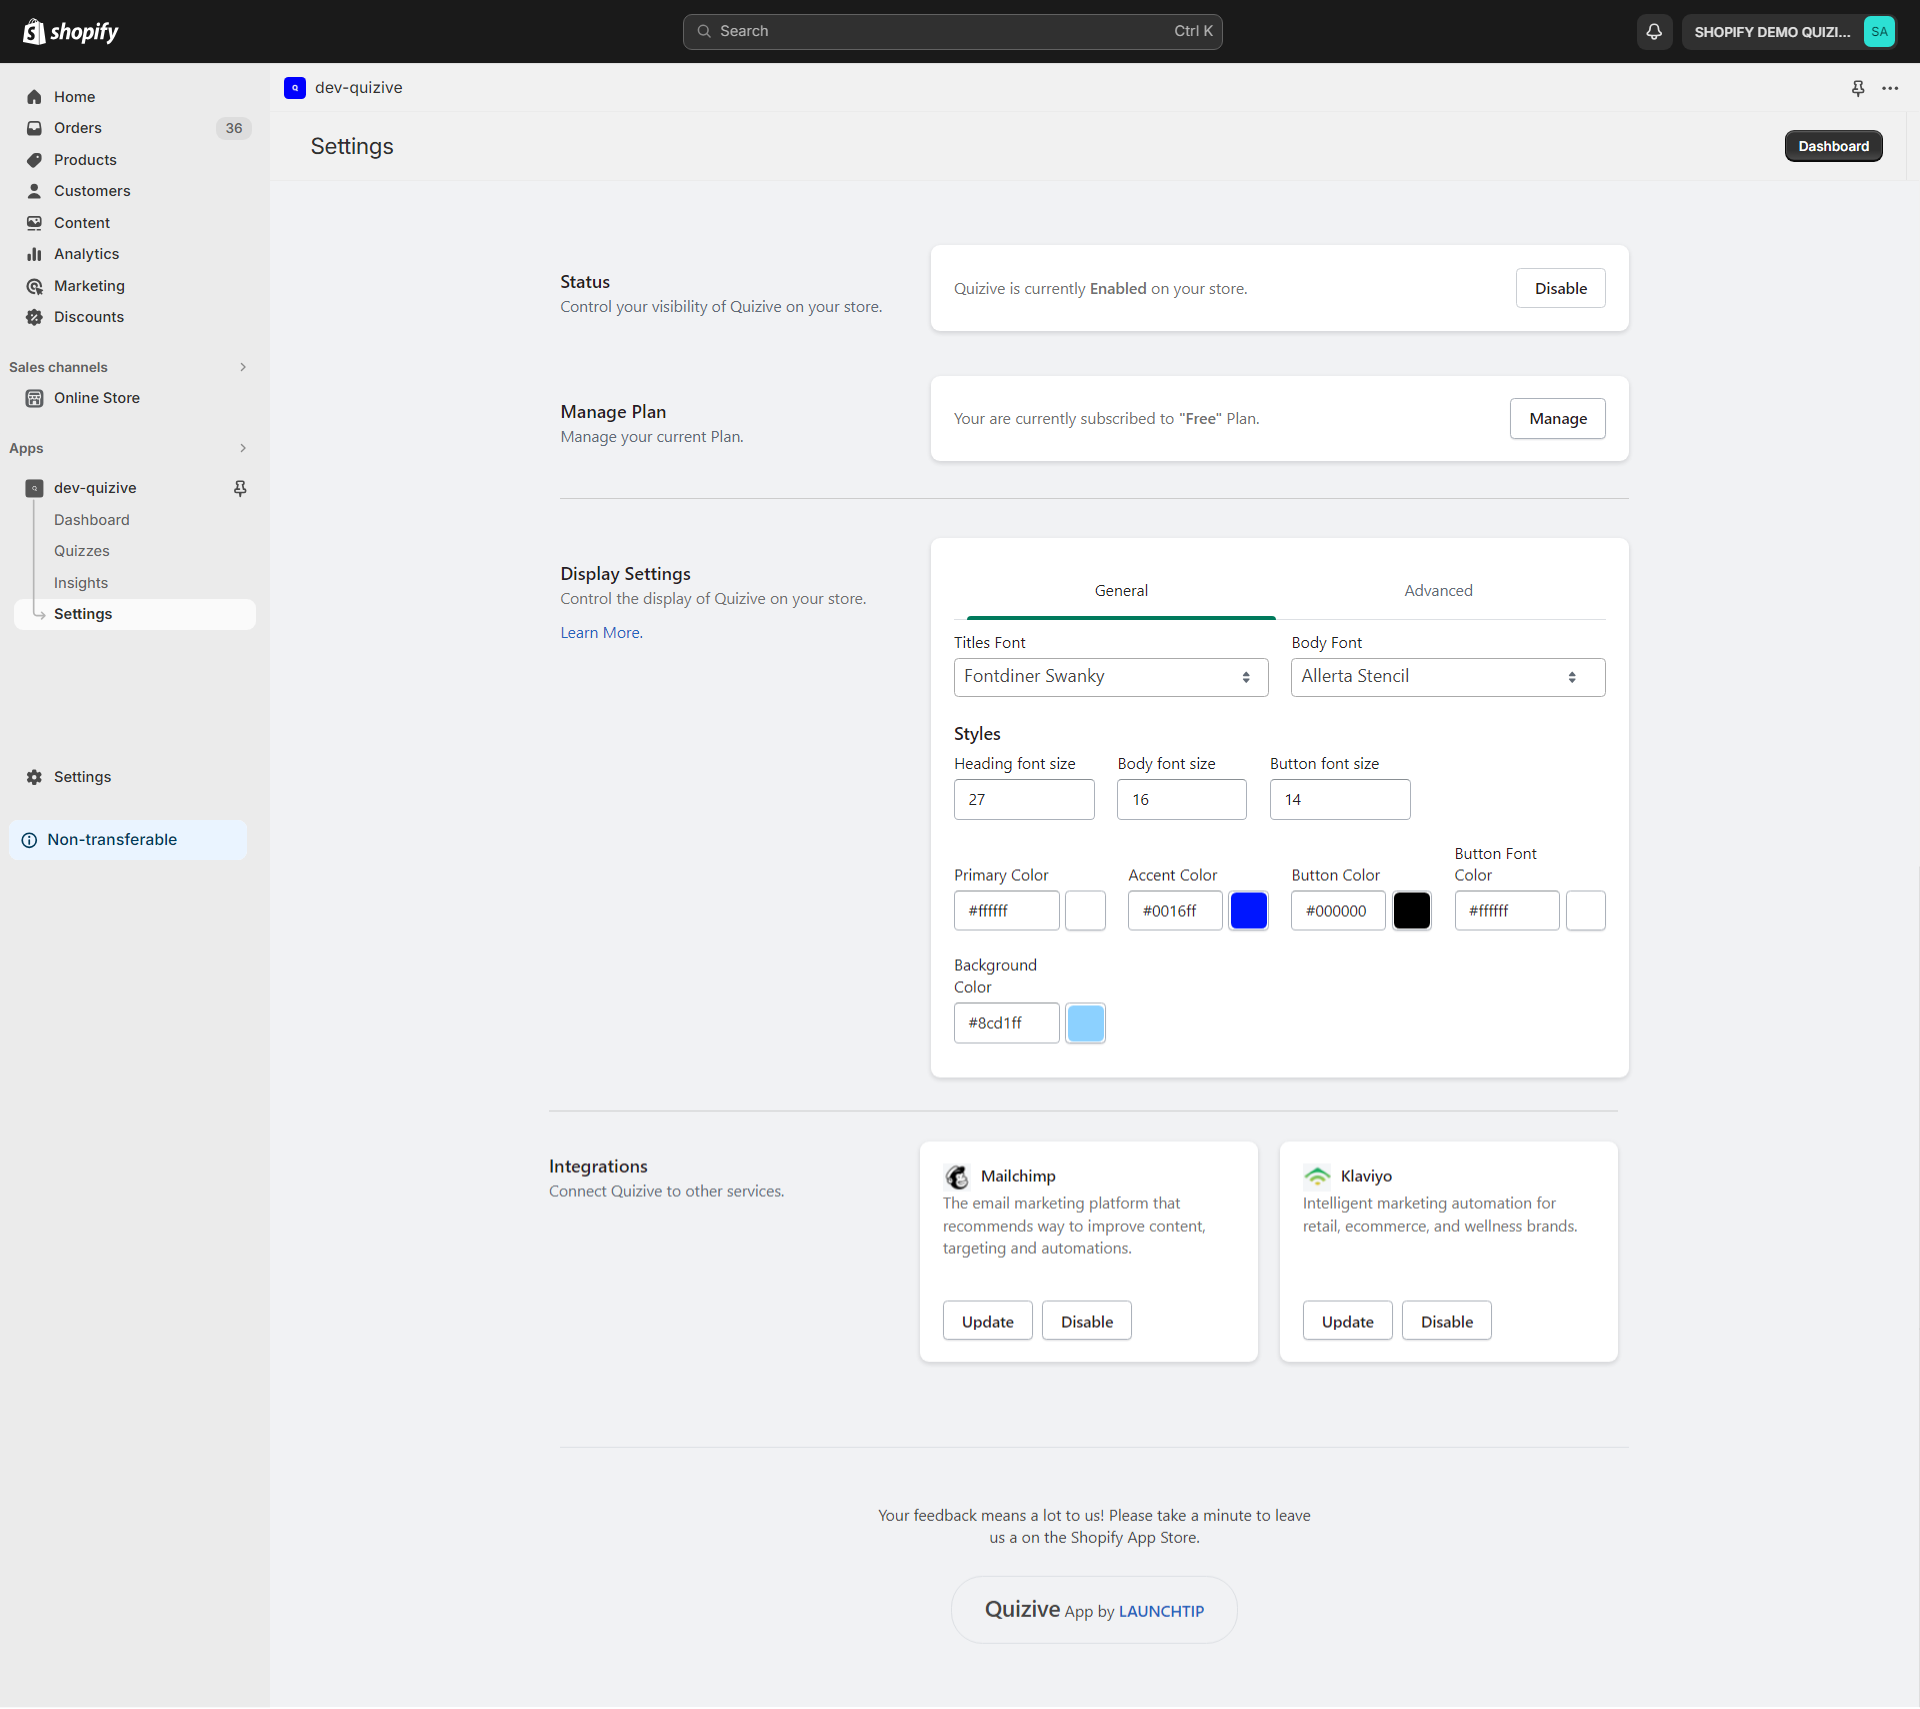 shopify
Search
Ctrl K
SHOPIFY DEMO QUIZI...
SA
Home
Orders
36
Products
Customers
Content
Analytics
Marketing
Discounts
Sales channels
Online Store
Apps
dev-quizive
Dashboard
Quizzes
Insights
Settings
Settings
Non-transferable
dev-quizive
Settings
Dashboard
Status
Control your visibility of Quizive on your store.
Quizive is currently Enabled on your store.
Disable
Manage Plan
Manage your current Plan.
Your are currently subscribed to "Free" Plan.
Manage
Display Settings
Control the display of Quizive on your store.
Learn More.
General
Advanced
Titles Font
Body Font
Fontdiner Swanky
Allerta Stencil
Styles
Heading font size
Body font size
Button font size
27
16
14
Primary Color
Accent Color
Button Color
Button Font
Color
#ffffff
#0016ff
#000000
#ffffff
Background
Color
#8cd1ff
Integrations
Connect Quizive to other services.
Mailchimp
The email marketing platform that
recommends way to improve content,
targeting and automations.
Update
Disable
Klaviyo
Intelligent marketing automation for
retail, ecommerce, and wellness brands.
Update
Disable
Your feedback means a lot to us! Please take a minute to leave
us a on the Shopify App Store.
Quizive App by LAUNCHTIP